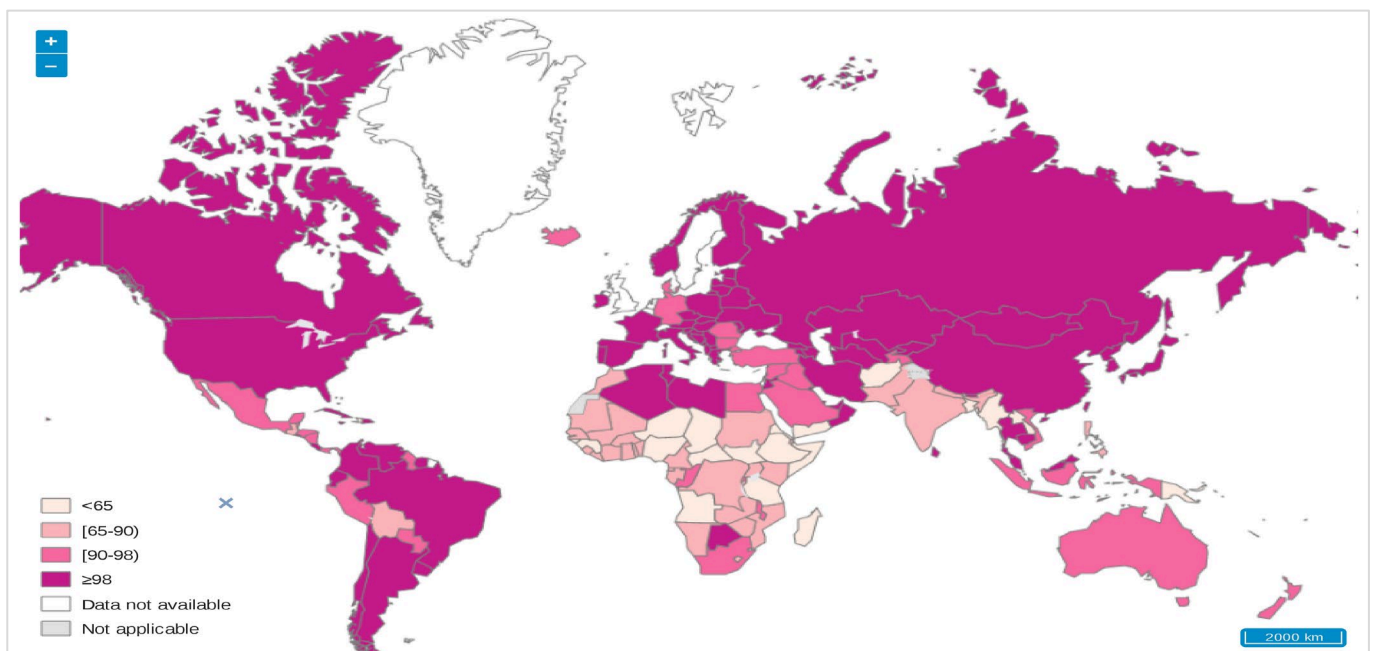 +
−
<65
[65-90)
[90-98)
≥98
Data not available
Not applicable
2000 km